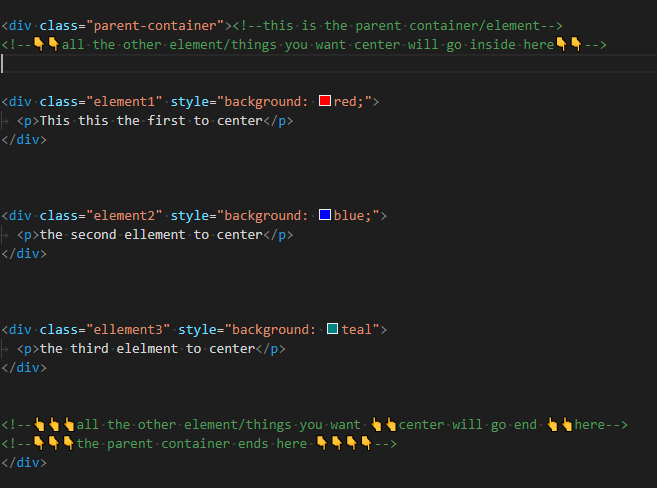 <div class="parent-container"><!--this is the parent container/element-->
<!--👇👇all the other element/things you want center will go inside here👇👇-->
<div class="element1" style="background: red;">
<p>This this the first to center</p>
</div>
<div class="element2" style="background: blue;">
<p>the second ellement to center</p>
</div>
<div class="ellement3" style="background: teal">
<p>the third elelment to center</p>
</div>
<!--👆👆👆all the other element/things you want 👆👆center will go end 👆👆here-->
<!--👇👇👇the parent container ends here 👇👇👇👇-->
</div>